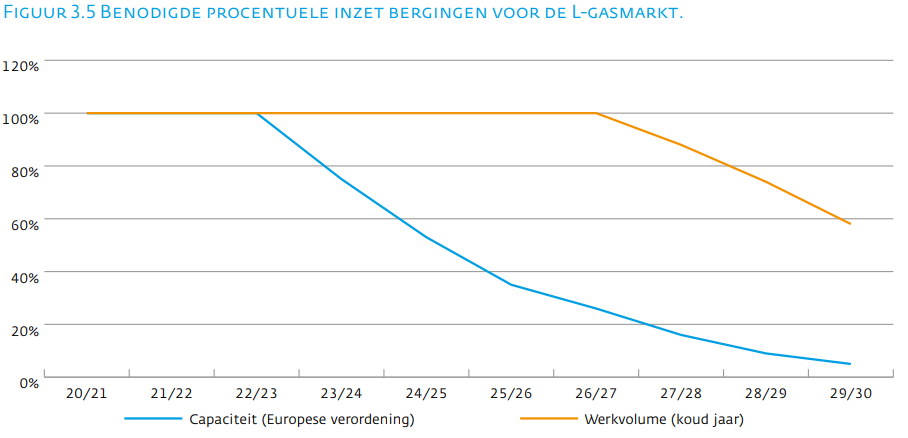 Figuur 3.5 Benodigde procentuele inzet bergingen voor de L-gasmarkt.
120%
100%
80%
60%
40%
20%
0%
20/21 21/22 22/23 23/24 24/25 25/26 26/27 27/28 28/29 29/30
Capaciteit (Europese verordening) Werkvolume (koud jaar)